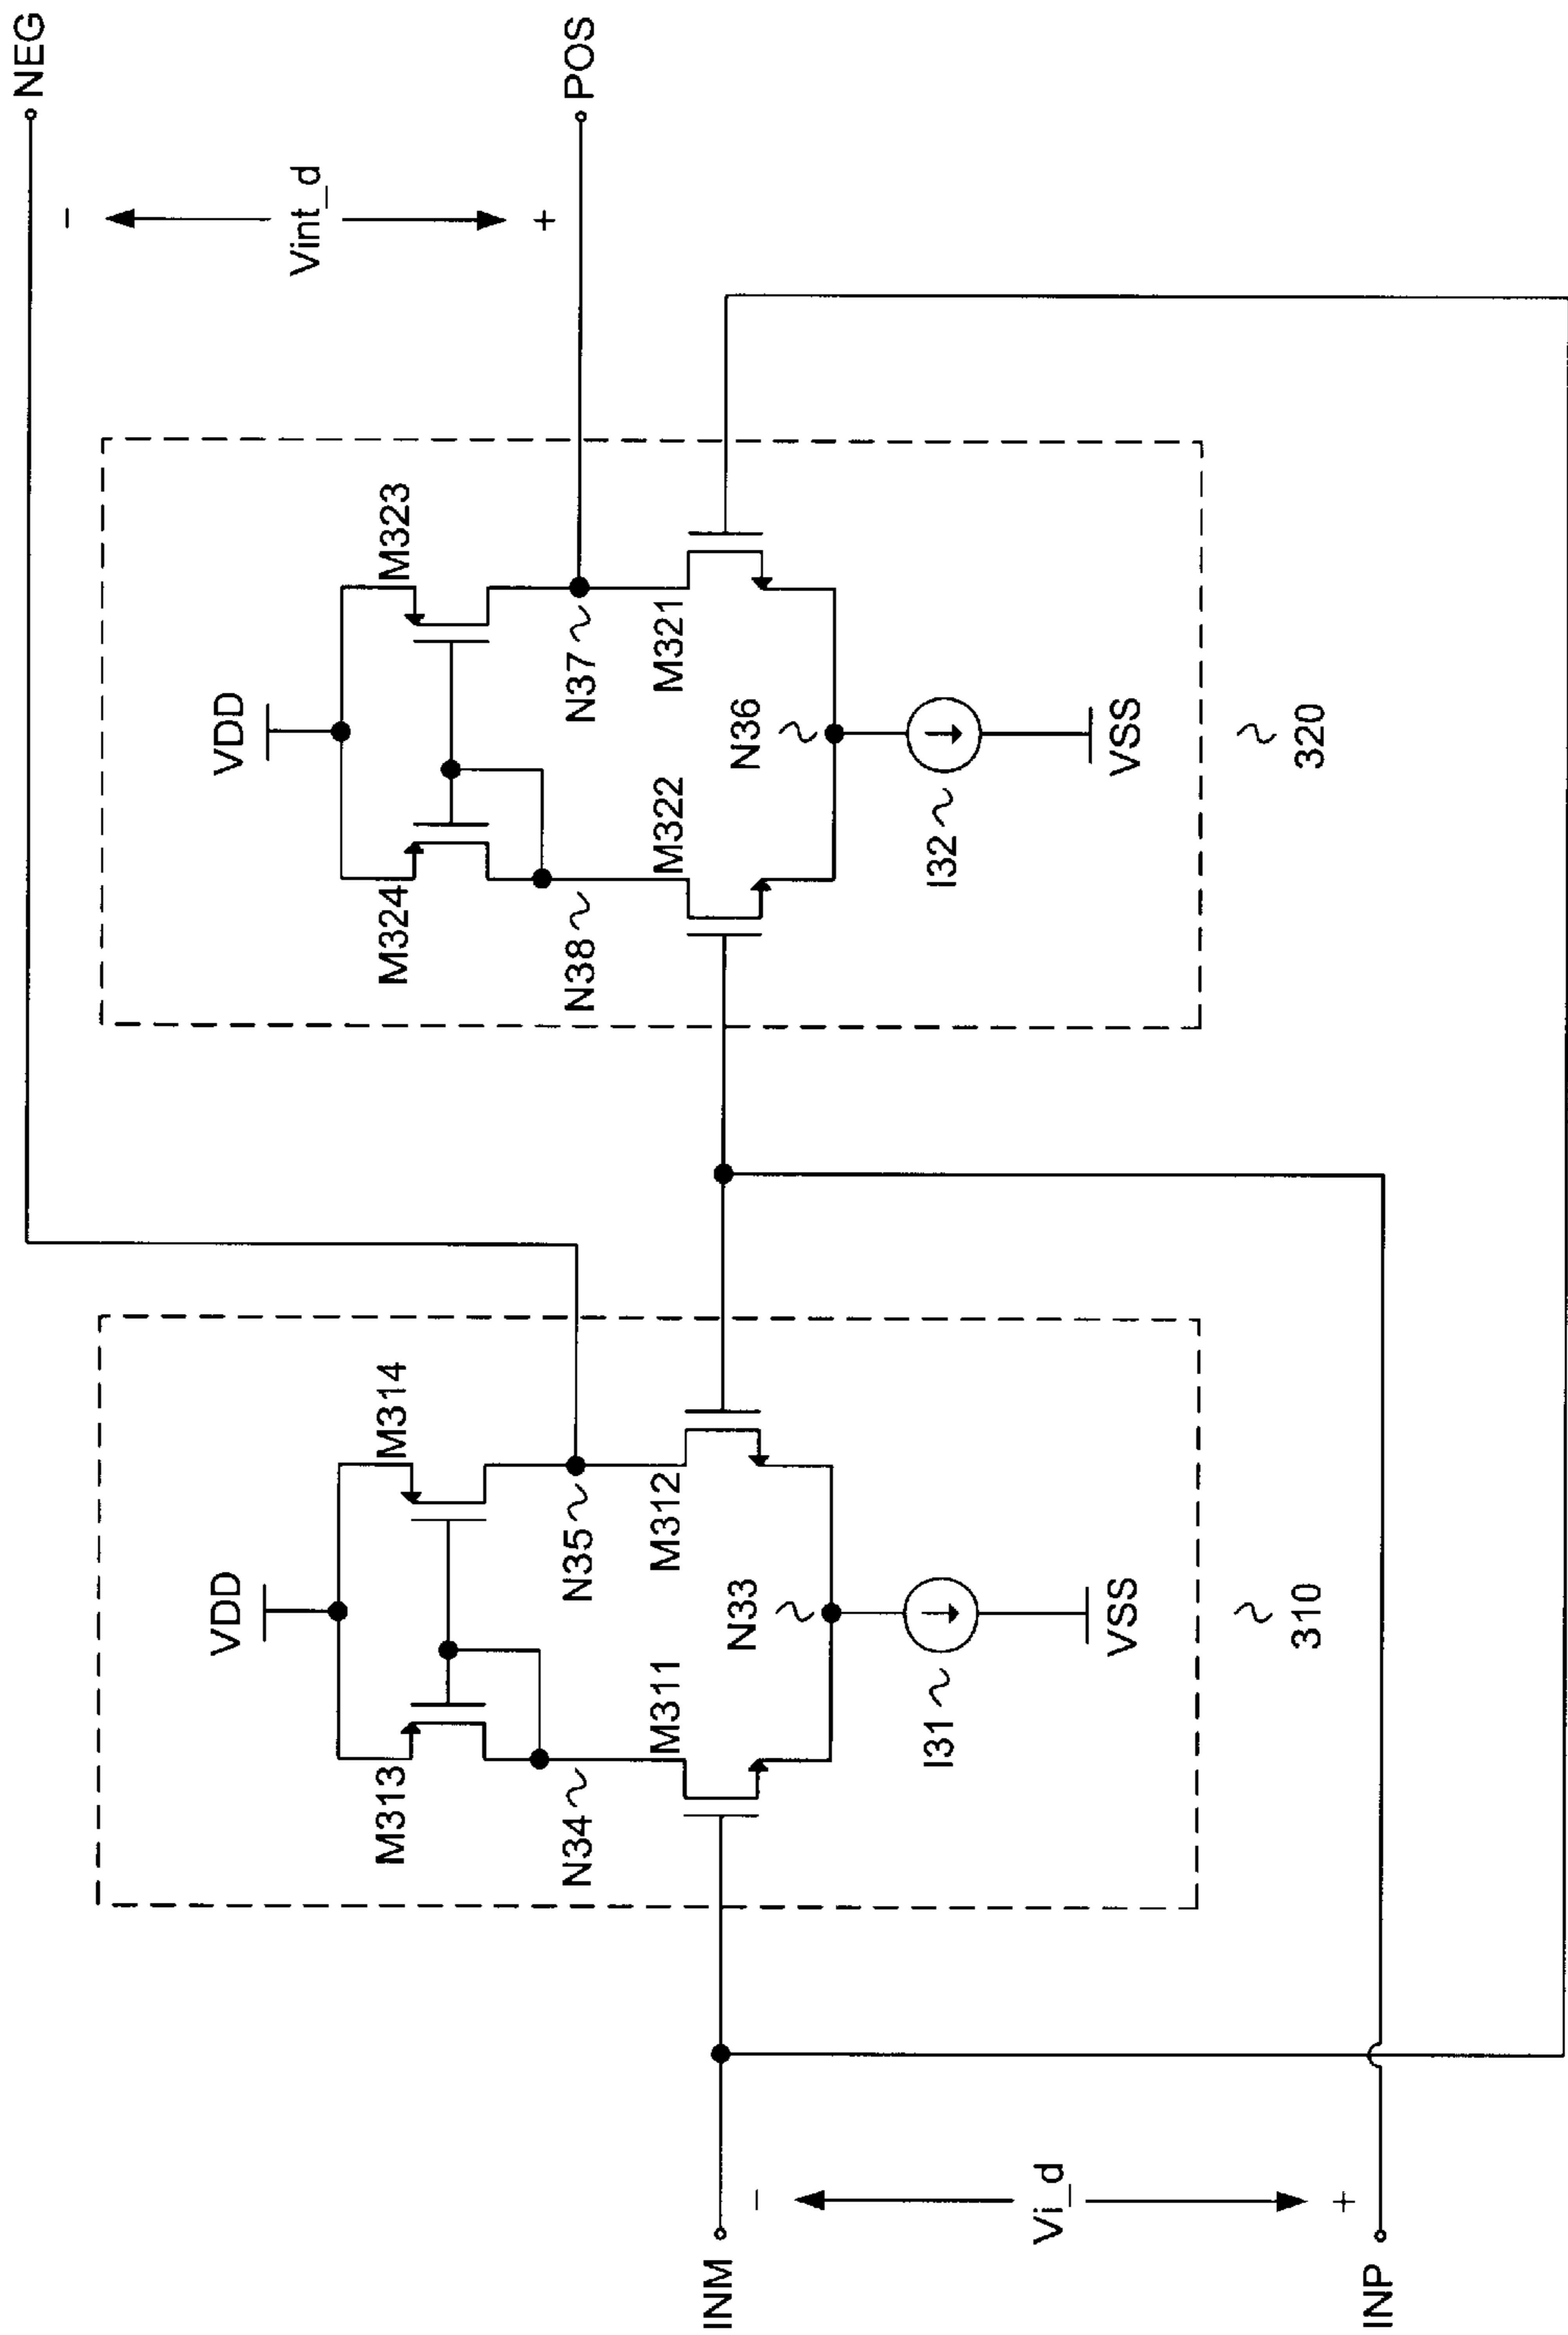 NEG
Vint_d
-
+
POS
VDD
VDD
M313
M314
M324
M323
N34
N35
N38
N37
M311
M312
M322
M321
INM
N33
N36
-
I31
I32
Vi_d
VSS
VSS
+
310
320
INP